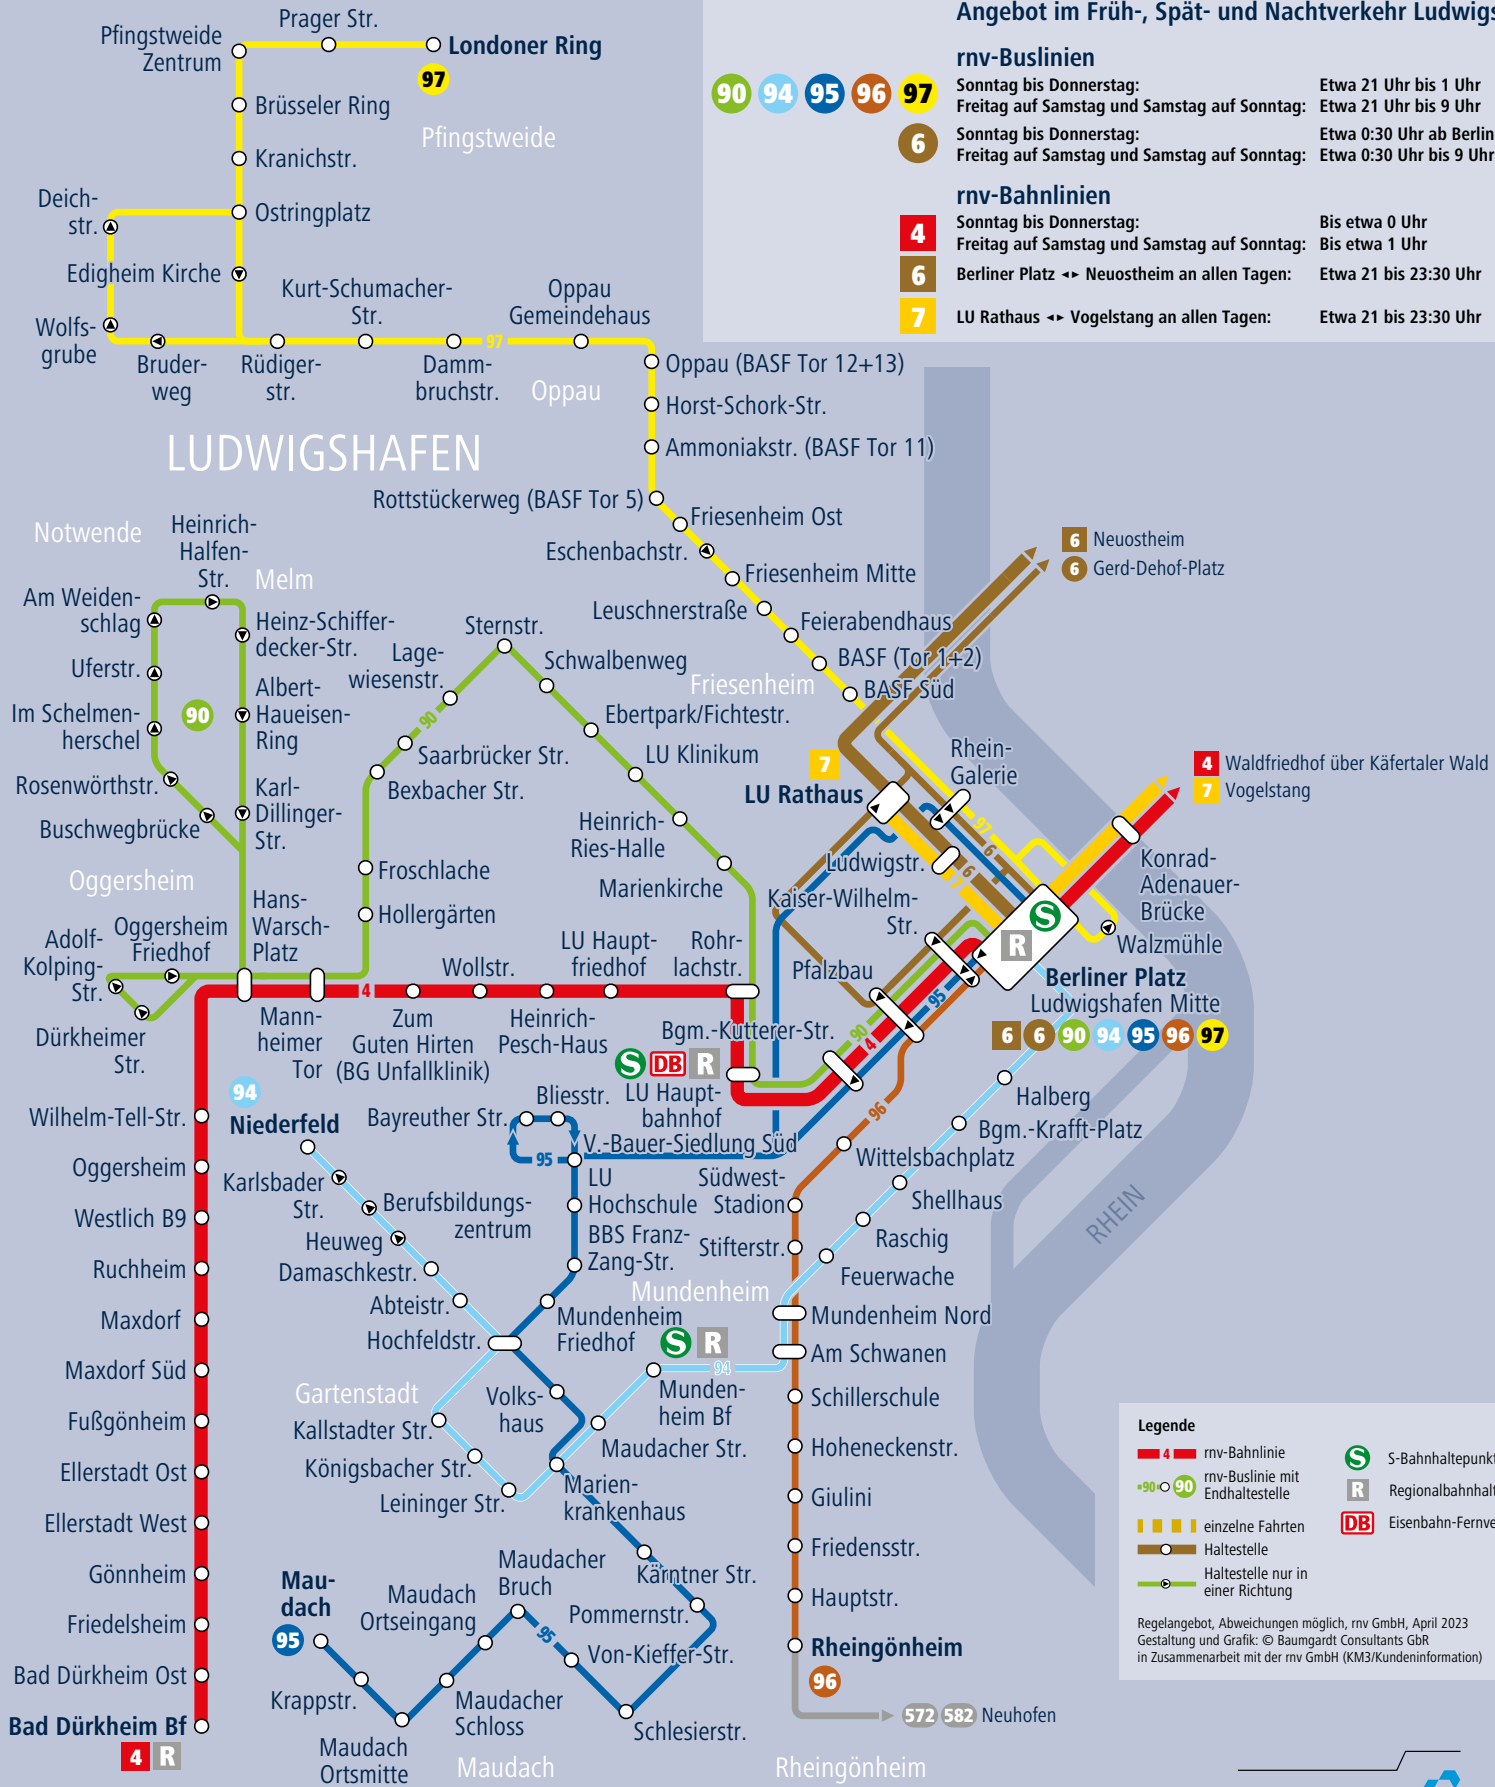 Angebot im Früh-, Spät- und Nachtverkehr Ludwigs
rnv-Buslinien
90 94 95 96 97
Sonntag bis Donnerstag: Etwa 21 Uhr bis 1 Uhr
Freitag auf Samstag und Samstag auf Sonntag: Etwa 21 Uhr bis 9 Uhr
6
Sonntag bis Donnerstag: Etwa 0:30 Uhr ab Berlin
Freitag auf Samstag und Samstag auf Sonntag: Etwa 0:30 Uhr bis 9 Uhr
rnv-Bahnlinien
4
Sonntag bis Donnerstag: Bis etwa 0 Uhr
Freitag auf Samstag und Samstag auf Sonntag: Bis etwa 1 Uhr
6
Berliner Platz ◂▸ Neuostheim an allen Tagen: Etwa 21 bis 23:30 Uhr
7
LU Rathaus ◂▸ Vogelstang an allen Tagen: Etwa 21 bis 23:30 Uhr
Prager Str.
Pfingstweide
Zentrum
Londoner Ring
97
Brüsseler Ring
Pfingstweide
Kranichstr.
Deich-
str.
Ostringplatz
Edigheim Kirche
Kurt-Schumacher-
Str.
Oppau
Gemeindehaus
Wolfs-
grube
97
Bruder-
weg
Rüdiger-
str.
Damm-
bruchstr.
Oppau
Oppau (BASF Tor 12+13)
Horst-Schork-Str.
Ammoniakstr. (BASF Tor 11)
LUDWIGSHAFEN
Rottstückerweg (BASF Tor 5)
Friesenheim Ost
Eschenbachstr.
Friesenheim Mitte
Leuschnerstraße
Feierabendhaus
BASF (Tor 1+2)
Friesenheim
BASF Süd
6 Neuostheim
6 Gerd-Dehof-Platz
Notwende
Heinrich-
Halfen-
Str.
Melm
Am Weiden-
schlag
Heinz-Schiffer-
decker-Str.
Uferstr.
Albert-
Haueisen-
Ring
Im Schelmen-
herschel
90
Rosenwörthstr.
Karl-
Dillinger-
Str.
Buschwegbrücke
Oggersheim
Sternstr.
Lage-
wiesenstr.
Schwalbenweg
90
Ebertpark/Fichtestr.
Saarbrücker Str.
LU Klinikum
Bexbacher Str.
Heinrich-
Ries-Halle
Froschlache
Marienkirche
Hollergärten
7
LU Rathaus
Rhein-
Galerie
4 Waldfriedhof über Käfertaler Wald
7 Vogelstang
97
6
6
7
Ludwigstr.
Konrad-
Adenauer-
Brücke
Kaiser-Wilhelm-
Str.
S
R
Walzmühle
Berliner Platz
Ludwigshafen Mitte
6 6 90 94 95 96 97
Pfalzbau
95
Adolf-
Kolping-
Str.
Oggersheim
Friedhof
Hans-
Warsch-
Platz
Dürkheimer
Str.
Mann-
heimer
Tor
4
Wollstr.
LU Haupt-
friedhof
Rohr-
lachstr.
Zum
Guten Hirten
(BG Unfallklinik)
Heinrich-
Pesch-Haus
Bgm.-Kutterer-Str.
90
4
S DB R
LU Haupt-
bahnhof
94
Niederfeld
Bliesstr.
Bayreuther Str.
V.-Bauer-Siedlung Süd
95
96
Halberg
Bgm.-Krafft-Platz
Wittelsbachplatz
Shellhaus
Raschig
Feuerwache
RHEIN
Wilhelm-Tell-Str.
Oggersheim
Westlich B9
Ruchheim
Maxdorf
Maxdorf Süd
Fußgönheim
Ellerstadt Ost
Ellerstadt West
Gönnheim
Friedelsheim
Bad Dürkheim Ost
Bad Dürkheim Bf
4 R
Karlsbader
Str.
Berufsbildungs-
zentrum
Heuweg
Damaschkestr.
Abteistr.
Hochfeldstr.
LU
Hochschule
BBS Franz-
Zang-Str.
Mundenheim
Friedhof
Südwest-
Stadion
Stifterstr.
Mundenheim
S R
94
Mundenheim Nord
Am Schwanen
Gartenstadt
Volks-
haus
Munden-
heim Bf
Kallstadter Str.
Maudacher Str.
Königsbacher Str.
Leininger Str.
Marien-
krankenhaus
Schillerschule
Hoheneckenstr.
Giulini
Friedensstr.
Hauptstr.
Rheingönheim
96
572 582 Neuhofen
Rheingönheim
Mau-
dach
95
Maudach
Ortseingang
Maudacher
Bruch
Kärntner Str.
Pommernstr.
95
Von-Kieffer-Str.
Krappstr.
Maudacher
Schloss
Schlesierstr.
Maudach
Ortsmitte
Maudach
Legende
4 rnv-Bahnlinie
90 90 rnv-Buslinie mit
Endhaltestelle
einzelne Fahrten
Haltestelle
Haltestelle nur in
einer Richtung
S S-Bahnhaltepunkt
R Regionalbahnhalt
DB Eisenbahn-Fernve
Regelangebot, Abweichungen möglich, rnv GmbH, April 2023
Gestaltung und Grafik: © Baumgardt Consultants GbR
in Zusammenarbeit mit der rnv GmbH (KM3/Kundeninformation)